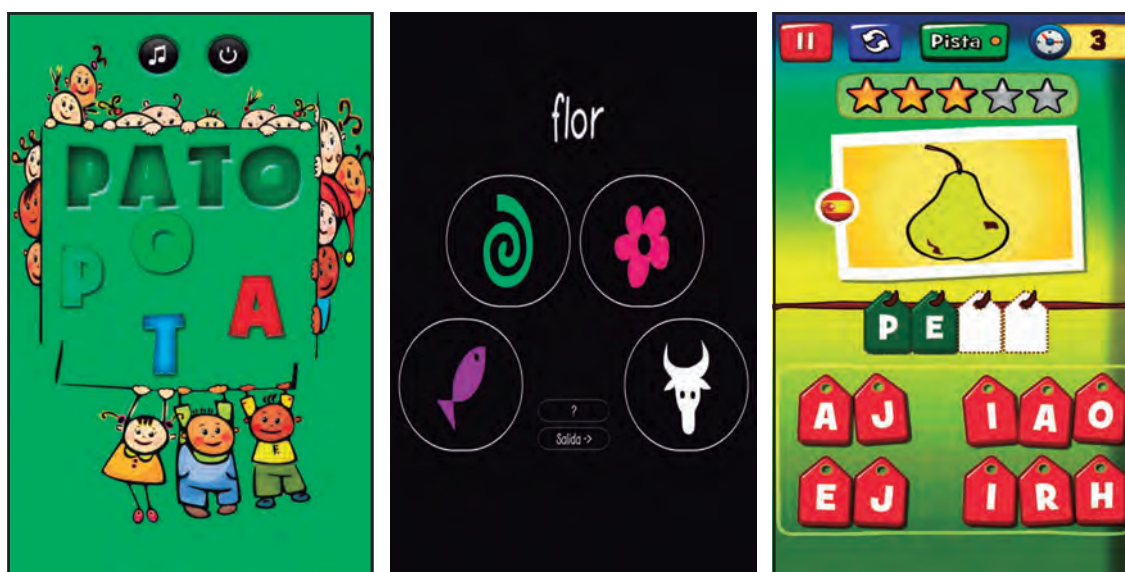 PATO
O
P
A
T
E
flor
?
Salida ->
Pista
3
P E
A J I A O
E J I R H